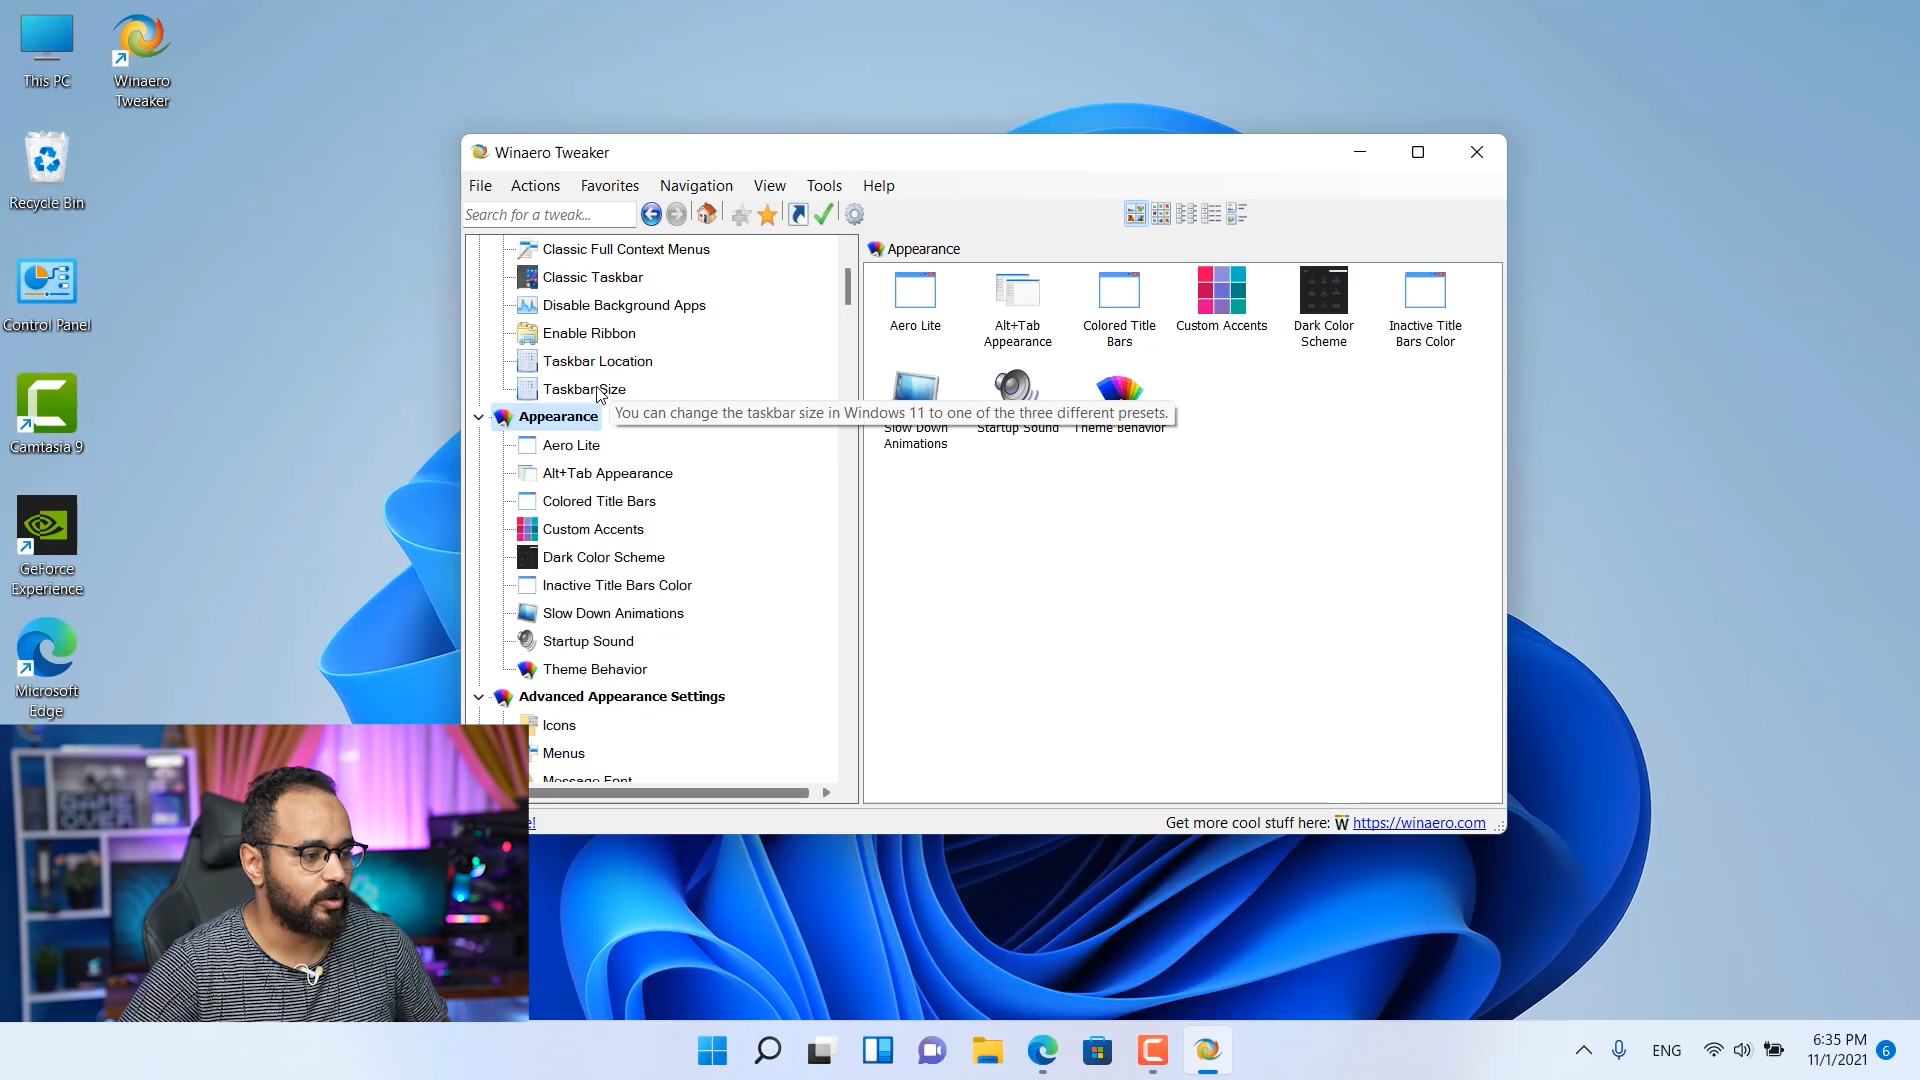 This PC
Winaero
Tweaker
Recycle Bin
Control Panel
Camtasia 9
GeForce
Experience
Microsoft
Edge
Winaero Tweaker
File Actions Favorites Navigation View Tools Help
Search for a tweak...
Classic Full Context Menus
Classic Taskbar
Disable Background Apps
Enable Ribbon
Taskbar Location
Taskbar Size
Appearance
Aero Lite
Alt+Tab Appearance
Colored Title Bars
Custom Accents
Dark Color Scheme
Inactive Title Bars Color
Slow Down Animations
Startup Sound
Theme Behavior
Advanced Appearance Settings
Icons
Menus
Message Font
Appearance
Aero Lite
Alt+Tab
Appearance
Colored Title
Bars
Custom Accents
Dark Color
Scheme
Inactive Title
Bars Color
You can change the taskbar size in Windows 11 to one of the three different presets.
Slow Down
Animations
Startup Sound
Theme Behavior
e!
Get more cool stuff here: W https://winaero.com
GAME
OVER
ENG
6:35 PM
11/1/2021
6